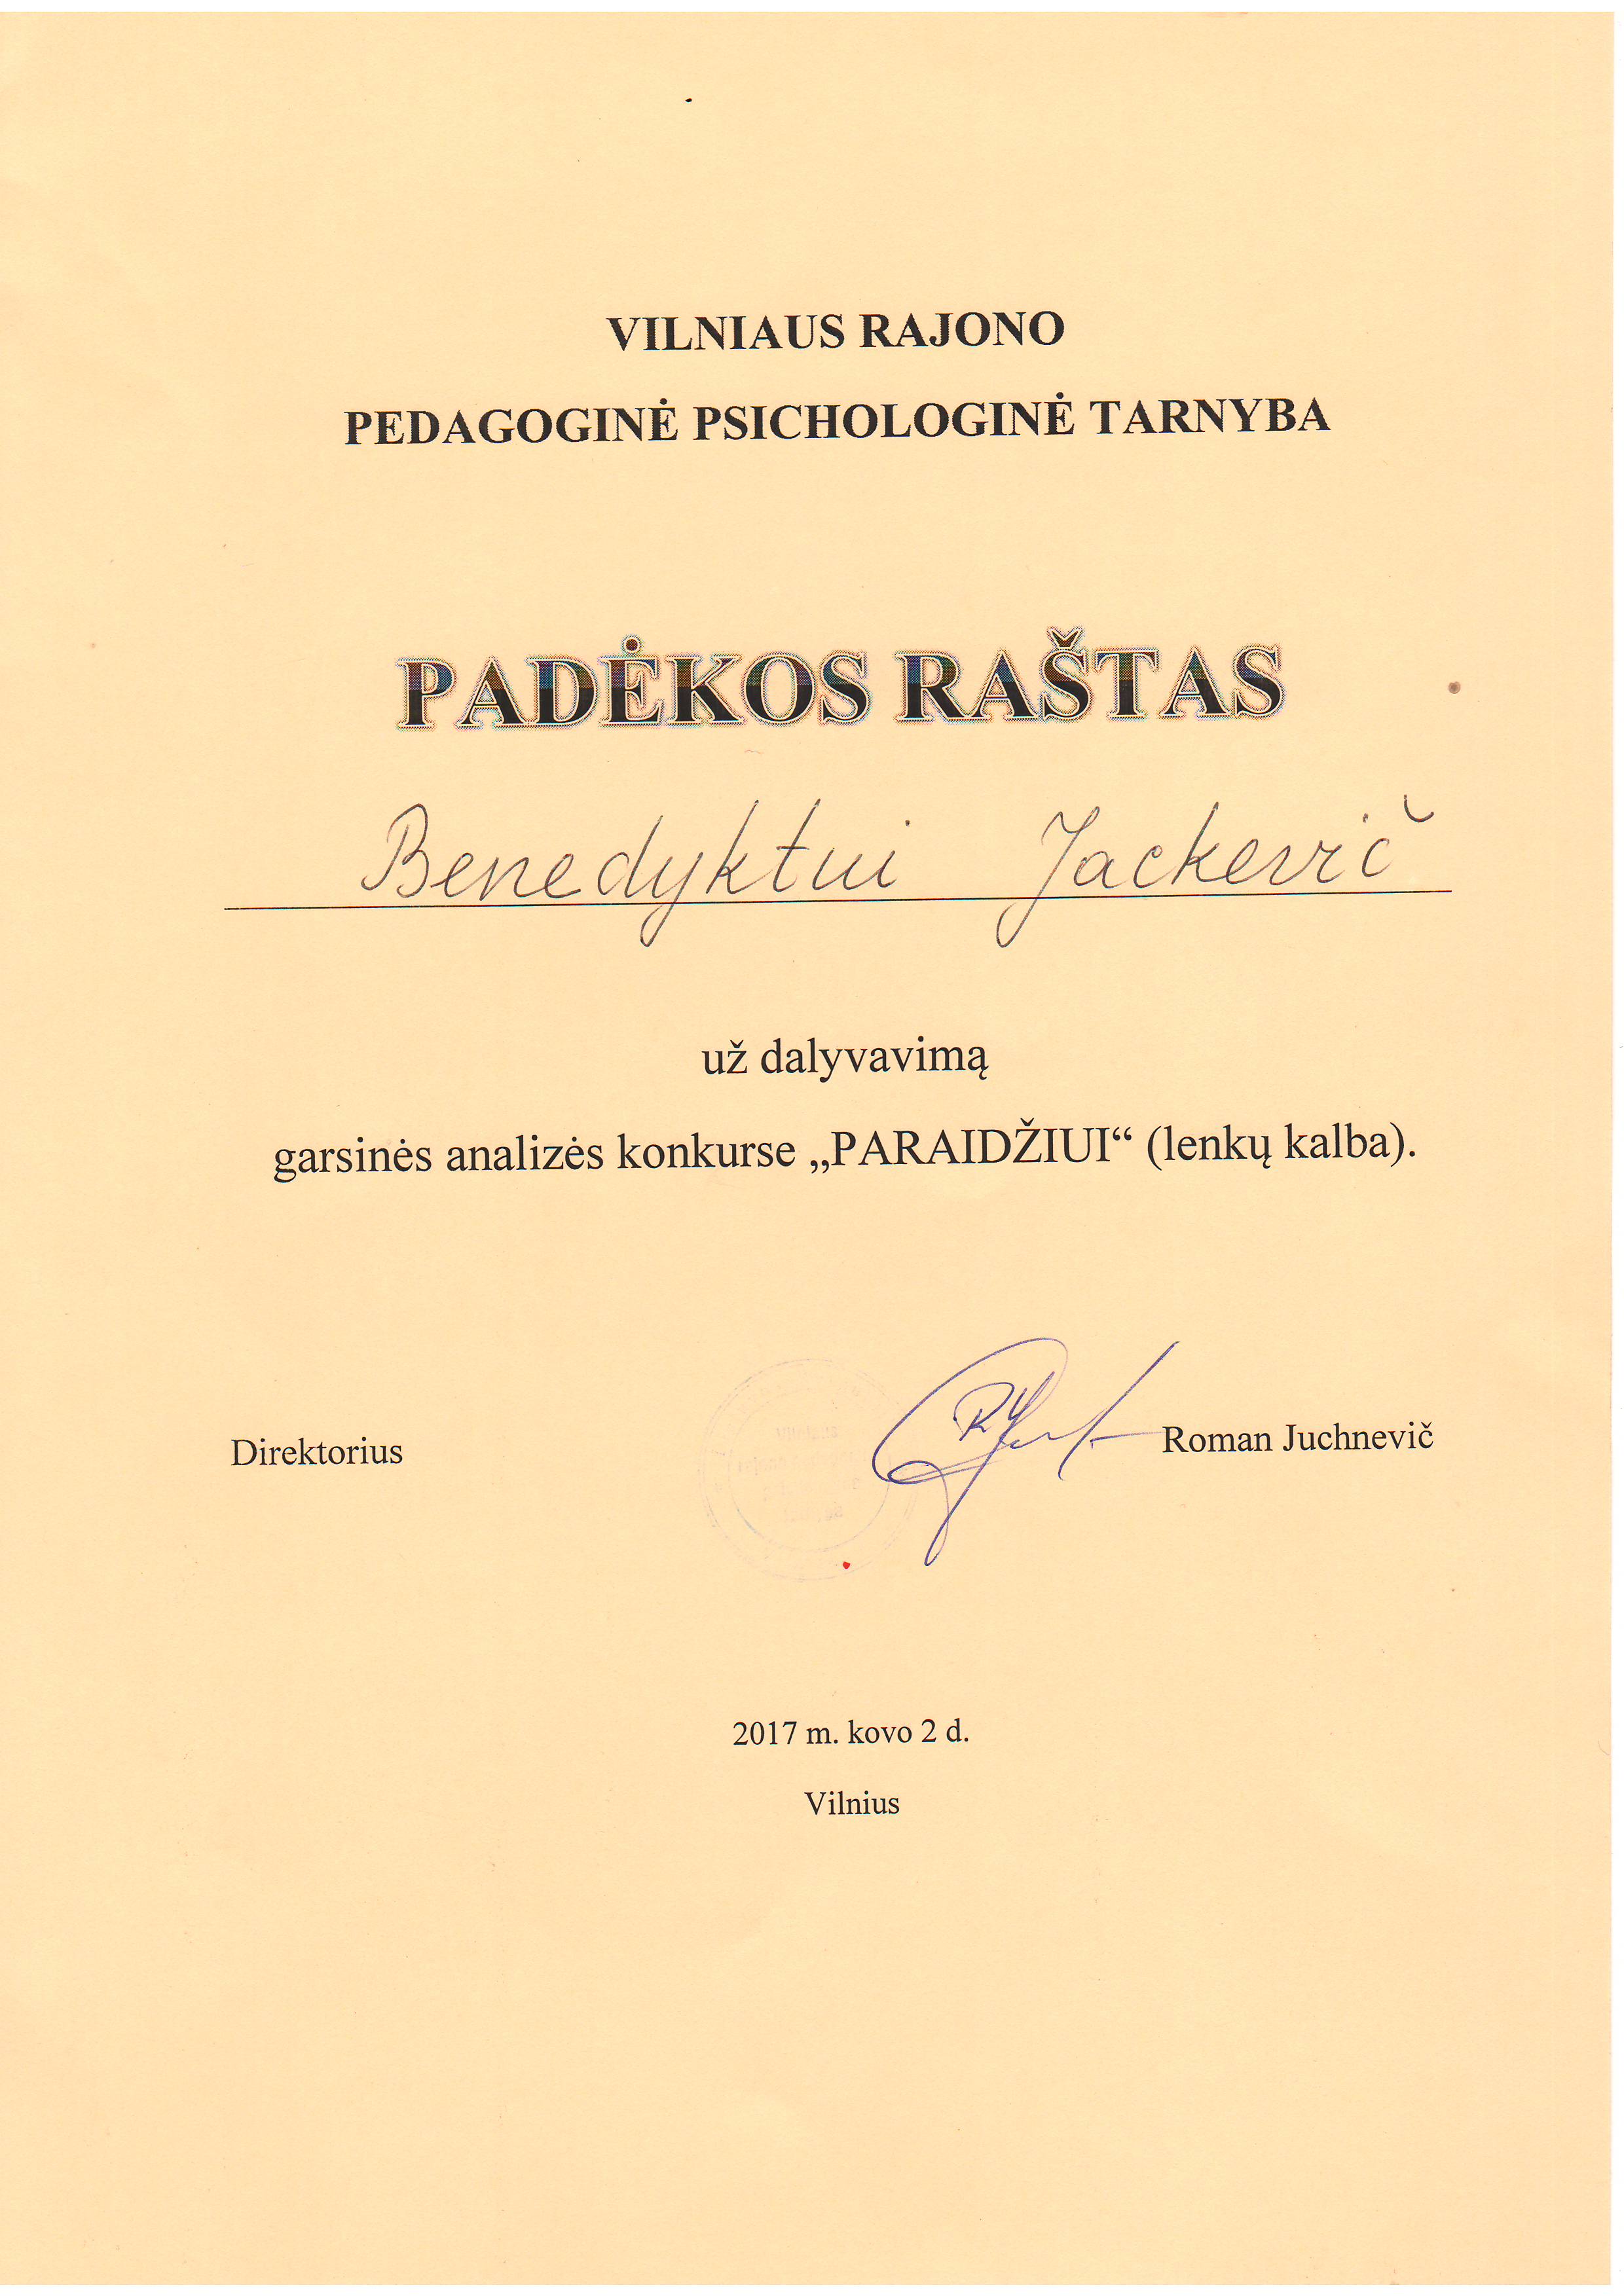 VILNIAUS RAJONO
PEDAGOGINĖ PSICHOLOGINĖ TARNYBA
PADĖKOS RAŠTAS
Benedyktui Jackevič
už dalyvavimą
garsinės analizės konkurse „PARAIDŽIUI“ (lenkų kalba).
Direktorius Roman Juchnevič
2017 m. kovo 2 d.
Vilnius